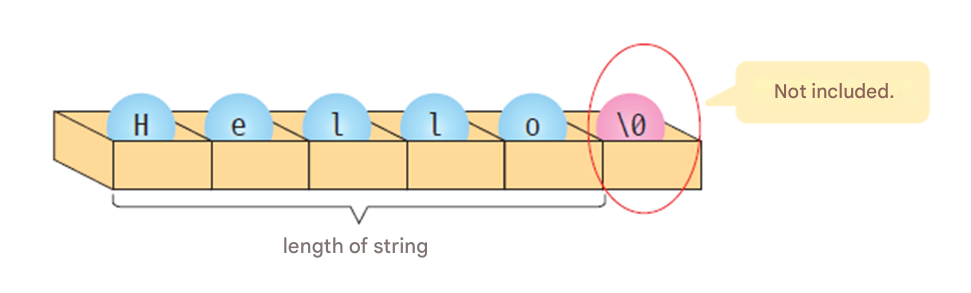 H e l l o \0
Not included.
length of string